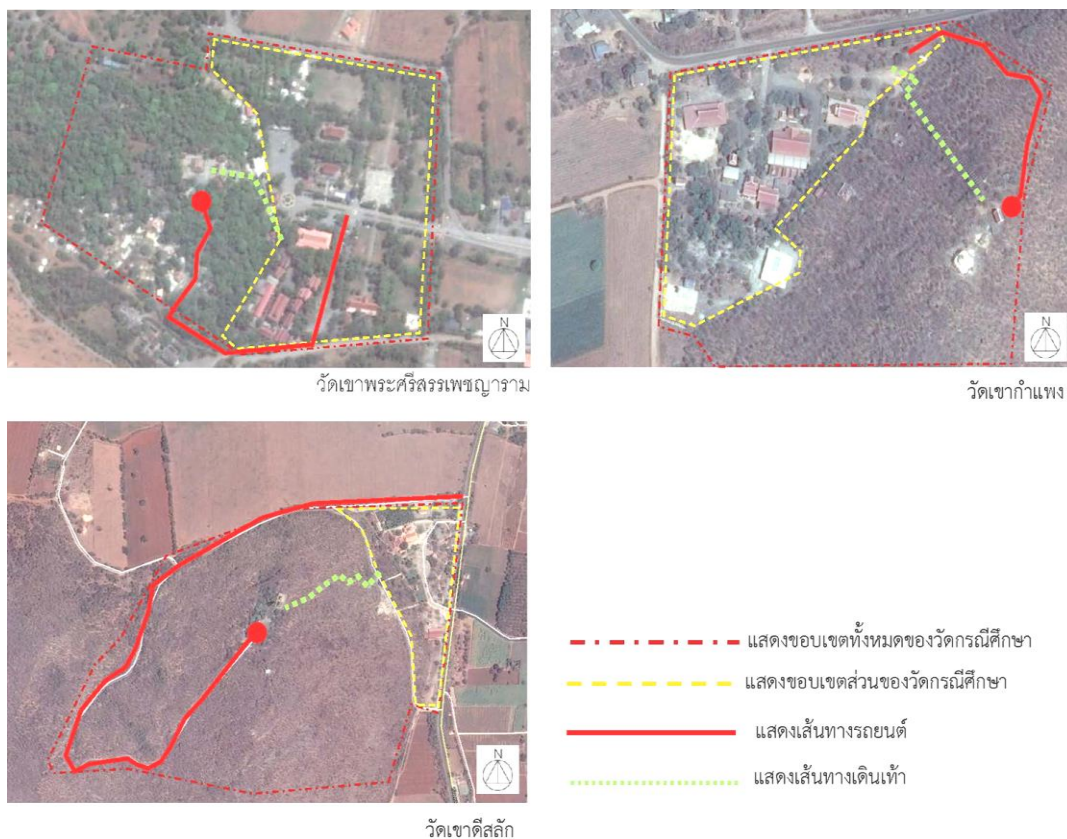 N
วัดเขาพระศรีสรรเพชญาราม
N
วัดเขากำแพง
N
วัดเขาดีสลัก
แสดงขอบเขตทั้งหมดของวัดกรณีศึกษา
แสดงขอบเขตส่วนของวัดกรณีศึกษา
แสดงเส้นทางรถยนต์
แสดงเส้นทางเดินเท้า